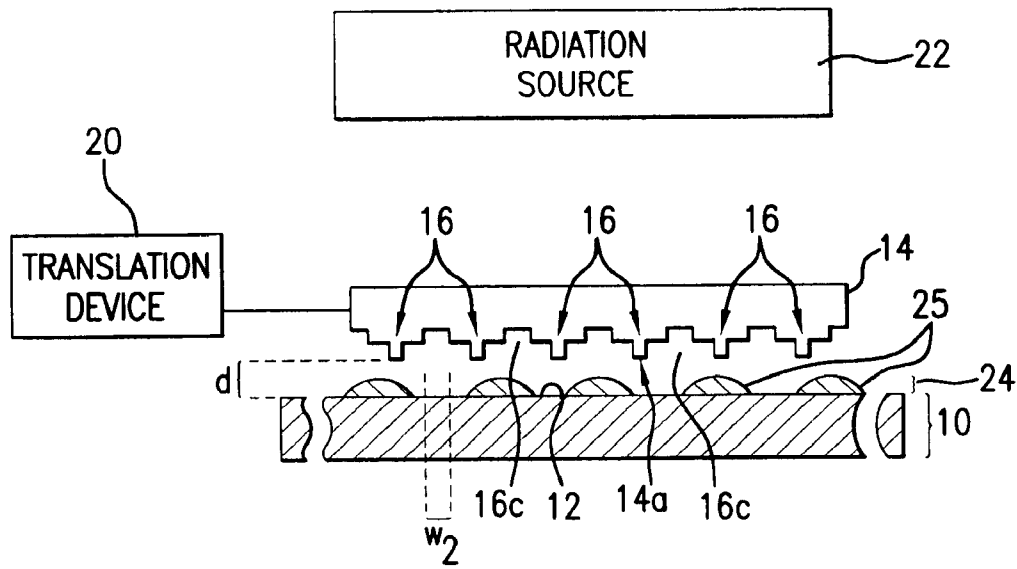 RADIATION
SOURCE
22
20
TRANSLATION
DEVICE
16 16 16
14
25
d
24
10
16c 12 14a 16c
w2